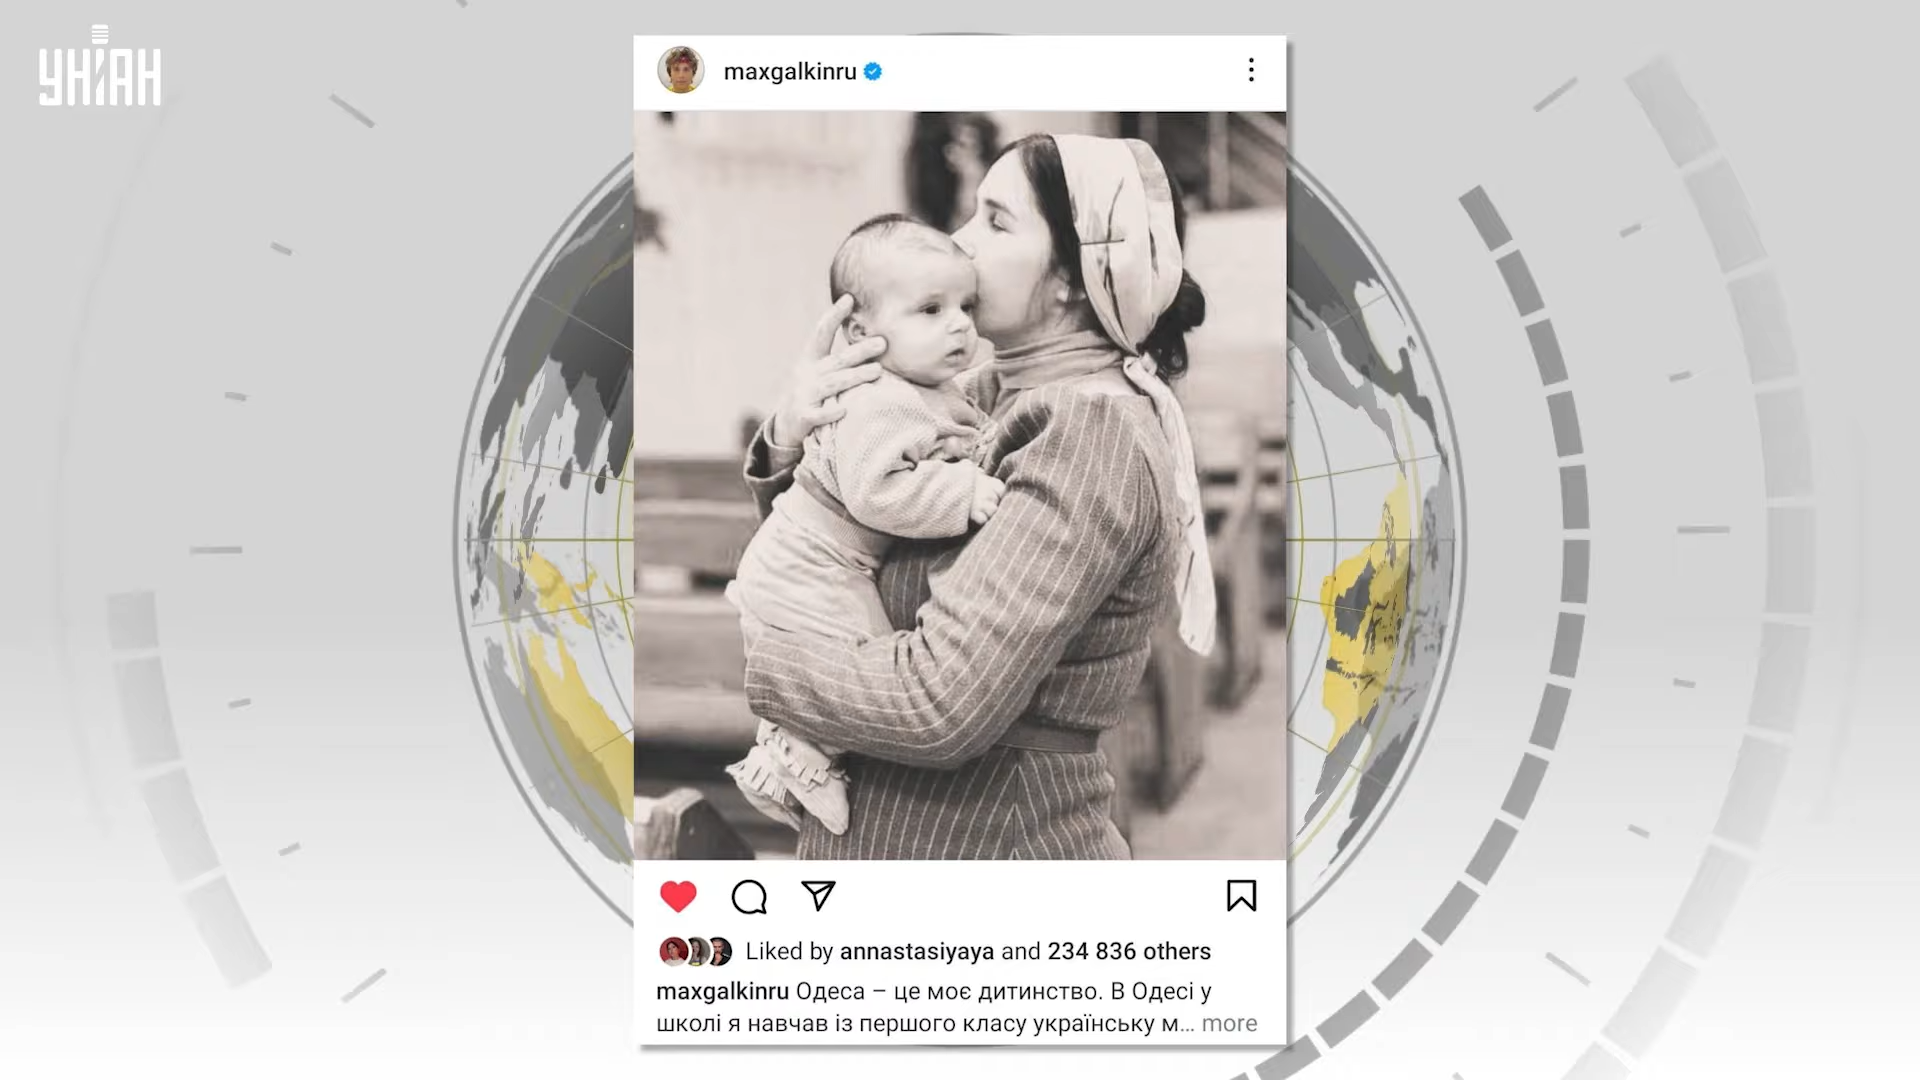 УНІАН
maxgalkinru
Liked by annastasiyaya and 234 836 others
maxgalkinru Одеса – це моє дитинство. В Одесі у
школі я навчав із першого класу українську м... more